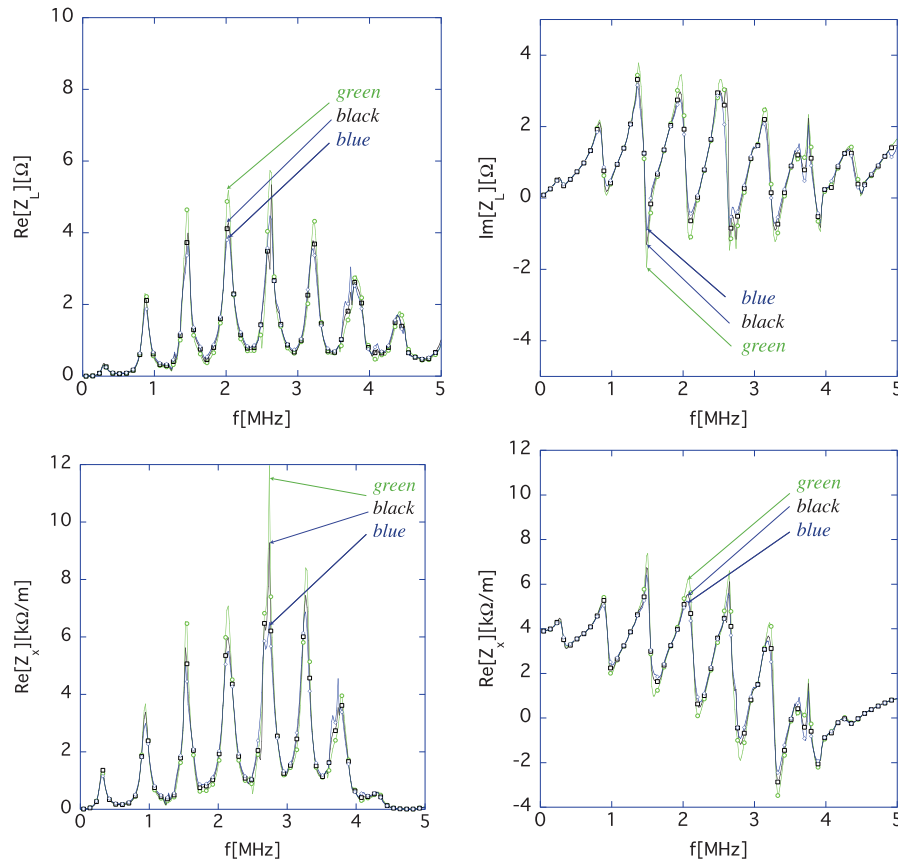 Re[Z_L][Ω]
10
8
6
4
2
0
green
black
blue
0 1 2 3 4 5
f[MHz]
Im[Z_L][Ω]
4
2
0
-2
-4
blue
black
green
0 1 2 3 4 5
f[MHz]
Re[Z_x][kΩ/m]
12
10
8
6
4
2
0
green
black
blue
0 1 2 3 4 5
f[MHz]
Re[Z_x][kΩ/m]
12
10
8
6
4
2
0
-2
-4
green
black
blue
0 1 2 3 4 5
f[MHz]